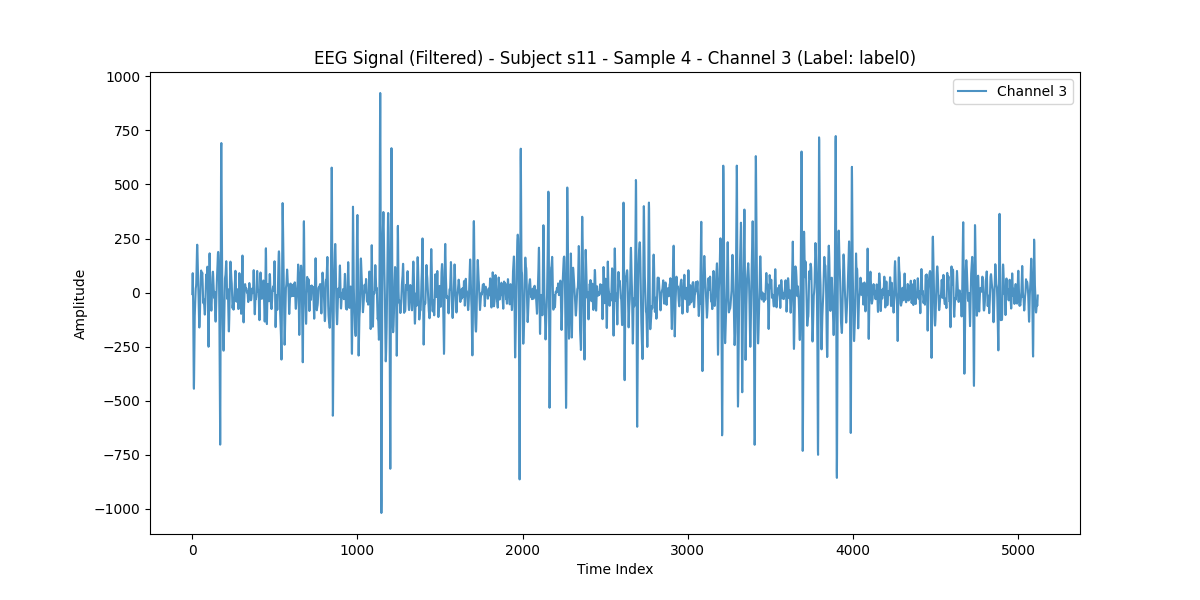 EEG Signal (Filtered) - Subject s11 - Sample 4 - Channel 3 (Label: label0)
Channel 3
Amplitude
1000
750
500
250
0
−250
−500
−750
−1000
0 1000 2000 3000 4000 5000
Time Index